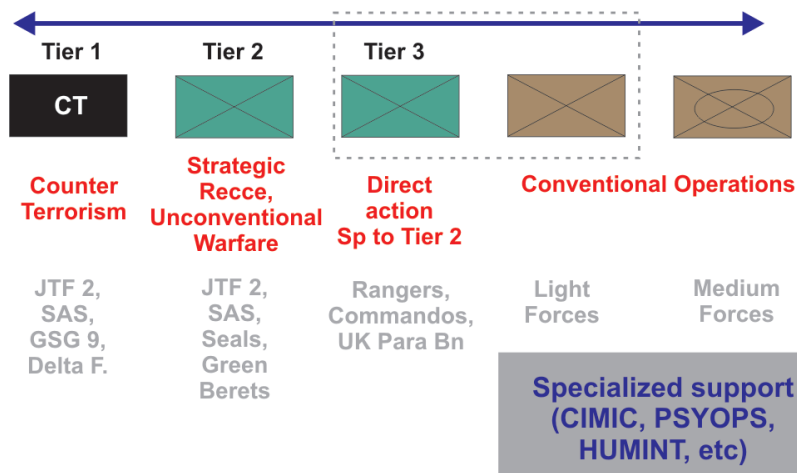 Tier 1
Tier 2
Tier 3
CT
Counter
Terrorism
Strategic
Recce,
Unconventional
Warfare
Direct
action
Sp to Tier 2
Conventional Operations
JTF 2,
SAS,
GSG 9,
Delta F.
JTF 2,
SAS,
Seals,
Green
Berets
Rangers,
Commandos,
UK Para Bn
Light
Forces
Medium
Forces
Specialized support
(CIMIC, PSYOPS,
HUMINT, etc)